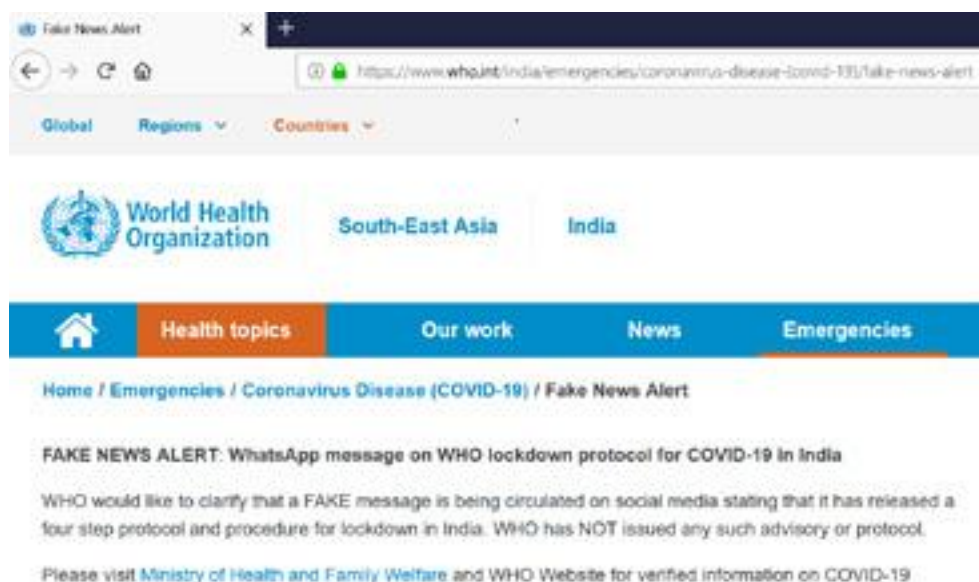 Fake News Alert
https://www.who.int/india/emergencies/coronavirus-disease-(covid-19)/fake-news-alert
Global Regions Countries
World Health
Organization
South-East Asia India
Health topics Our work News Emergencies
Home / Emergencies / Coronavirus Disease (COVID-19) / Fake News Alert
FAKE NEWS ALERT: WhatsApp message on WHO lockdown protocol for COVID-19 in India
WHO would like to clarify that a FAKE message is being circulated on social media stating that it has released a
four step protocol and procedure for lockdown in India. WHO has NOT issued any such advisory or protocol.
Please visit Ministry of Health and Family Welfare and WHO Website for verified information on COVID-19